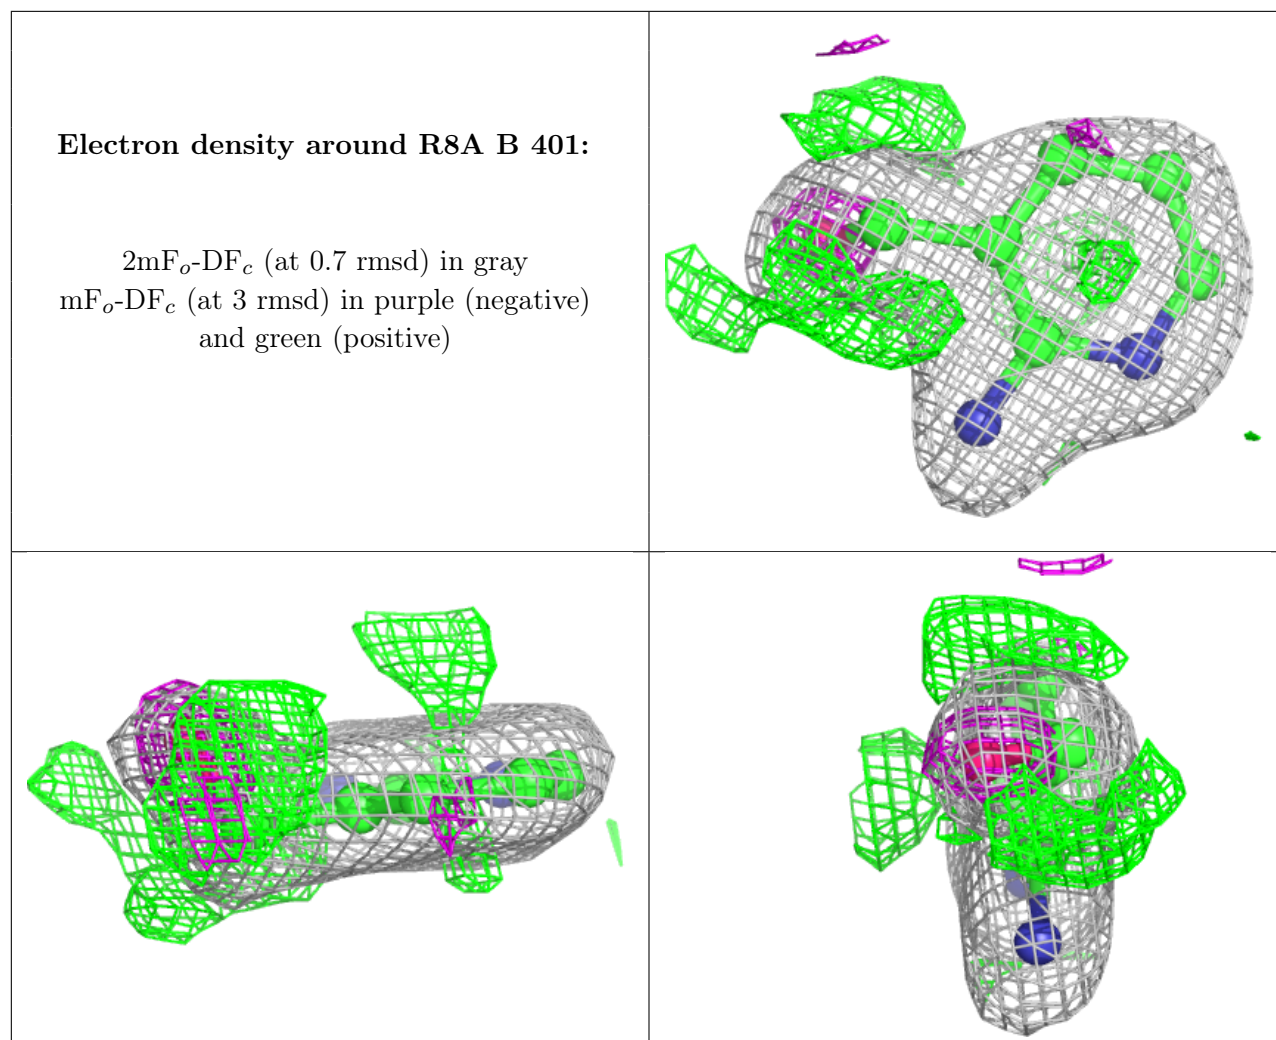 Electron density around R8A B 401:
2mFo-DFc (at 0.7 rmsd) in gray
mFo-DFc (at 3 rmsd) in purple (negative)
and green (positive)